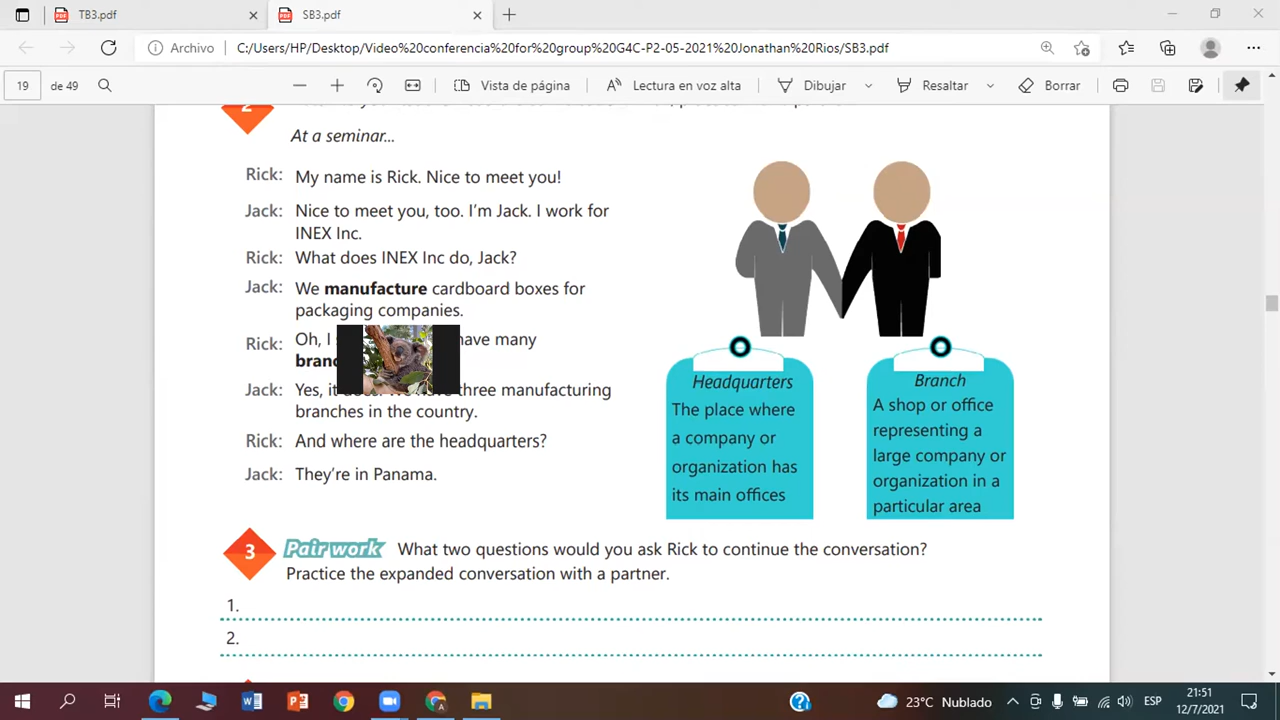 TB3.pdf
SB3.pdf
Archivo
C:/Users/HP/Desktop/Video%20conferencia%20for%20group%20G4C-P2-05-2021%20Jonathan%20Rios/SB3.pdf
19 de 49
Vista de página
Lectura en voz alta
Dibujar
Resaltar
Borrar
2
At a seminar...
Rick: My name is Rick. Nice to meet you!
Jack: Nice to meet you, too. I'm Jack. I work for
INEX Inc.
Rick: What does INEX Inc do, Jack?
Jack: We manufacture cardboard boxes for
packaging companies.
Rick: Oh, I have many
Jack: Yes, three manufacturing
branches in the country.
Rick: And where are the headquarters?
Jack: They're in Panama.
Headquarters
The place where
a company or
organization has
its main offices
Branch
A shop or office
representing a
large company or
organization in a
particular area
3
Pair work What two questions would you ask Rick to continue the conversation?
Practice the expanded conversation with a partner.
1.
2.
23°C Nublado
ESP
21:51
12/7/2021